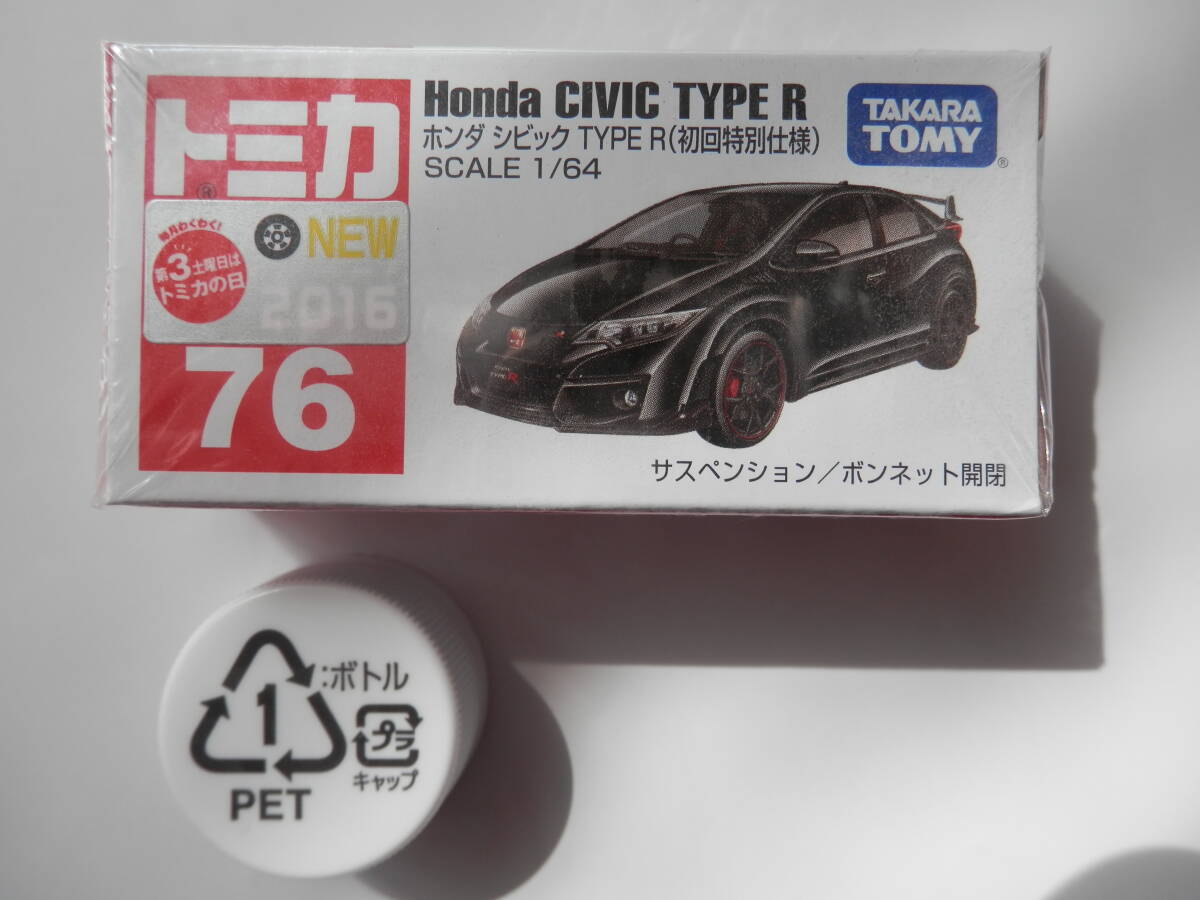 Honda CIVIC TYPE R
ホンダ シビック TYPE R(初回特別仕様)
SCALE 1/64
TAKARA
TOMY
®
トミカ
®
毎月わくわく!
第3土曜日は
トミカの日
NEW
2016
76
TYPE R
サスペンション/ボンネット開閉
1
:ボトル
プラ
キャップ
PET